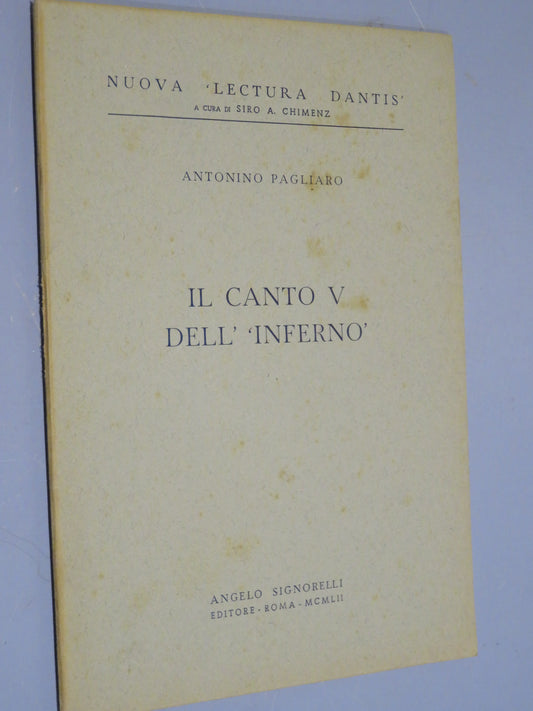 NUOVA 'LECTURA DANTIS'
A CURA DI SIRO A. CHIMENZ
ANTONINO PAGLIARO
IL CANTO V
DELL' 'INFERNO'
ANGELO SIGNORELLI
EDITORE - ROMA - MCMLII